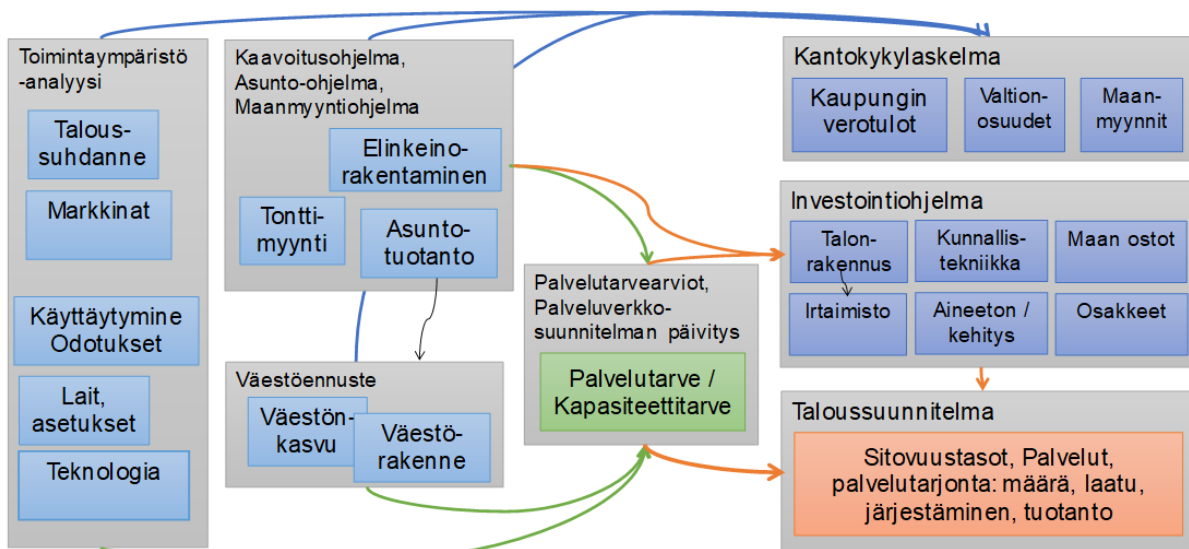 Toimintaympäristö
-analyysi
Talous-
suhdanne
Markkinat
Käyttäytymine
Odotukset
Lait,
asetukset
Teknologia
Kaavoitusohjelma,
Asunto-ohjelma,
Maanmyyntiohjelma
Elinkeino-
rakentaminen
Tontti-
myynti
Asunto-
tuotanto
Väestöennuste
Väestön-
kasvu
Väestö-
rakenne
Palvelutarvearviot,
Palveluverkko-
suunnitelman päivitys
Palvelutarve /
Kapasiteettitarve
Kantokykylaskelma
Kaupungin
verotulot
Valtion-
osuudet
Maan-
myynnit
Investointiohjelma
Talon-
rakennus
Kunnallis-
tekniikka
Maan ostot
Irtaimisto
Aineeton /
kehitys
Osakkeet
Taloussuunnitelma
Sitovuustasot, Palvelut,
palvelutarjonta: määrä, laatu,
järjestäminen, tuotanto